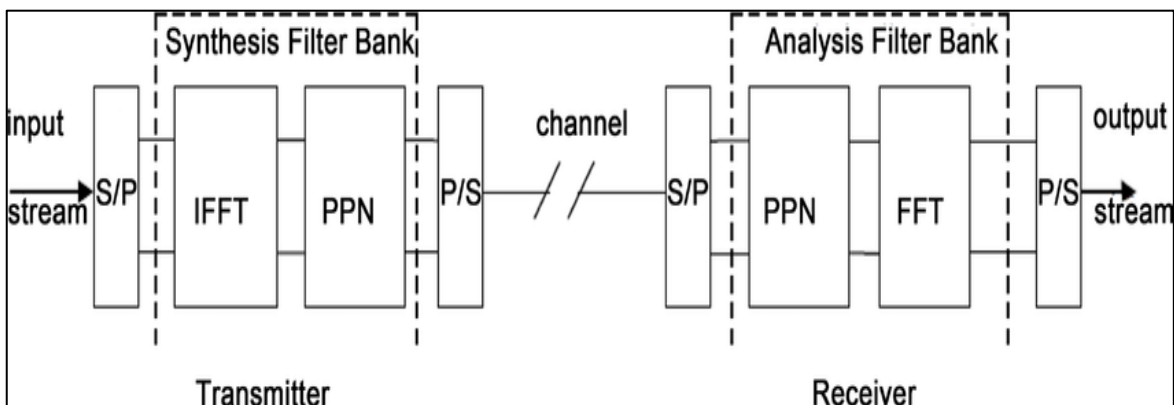 Synthesis Filter Bank
Analysis Filter Bank
input
stream
S/P
IFFT
PPN
P/S
channel
S/P
PPN
FFT
P/S
output
stream
Transmitter
Receiver